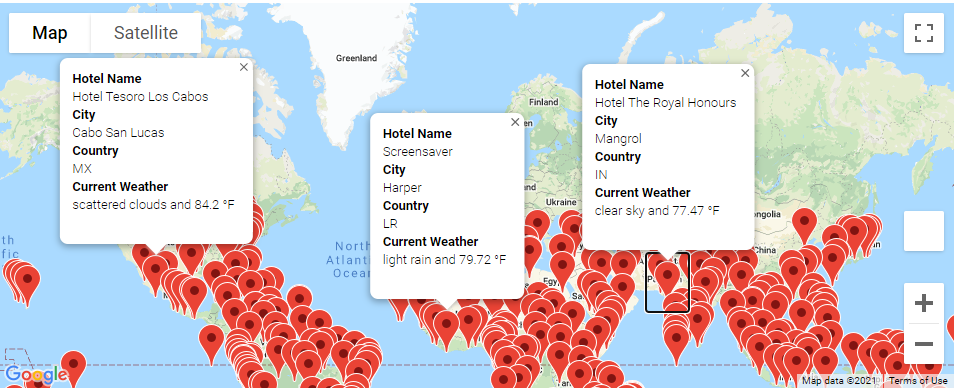 Map
Satellite
Greenland
Hotel Name
Hotel Tesoro Los Cabos
City
Cabo San Lucas
Country
MX
Current Weather
scattered clouds and 84.2 °F
Hotel Name
Screensaver
City
Harper
Country
LR
Current Weather
light rain and 79.72 °F
Hotel Name
Hotel The Royal Honours
City
Mangrol
Country
IN
Current Weather
clear sky and 77.47 °F
Finland
Ukraine
North
Atlantic
Ocean
Google
Map data ©2021
Terms of Use